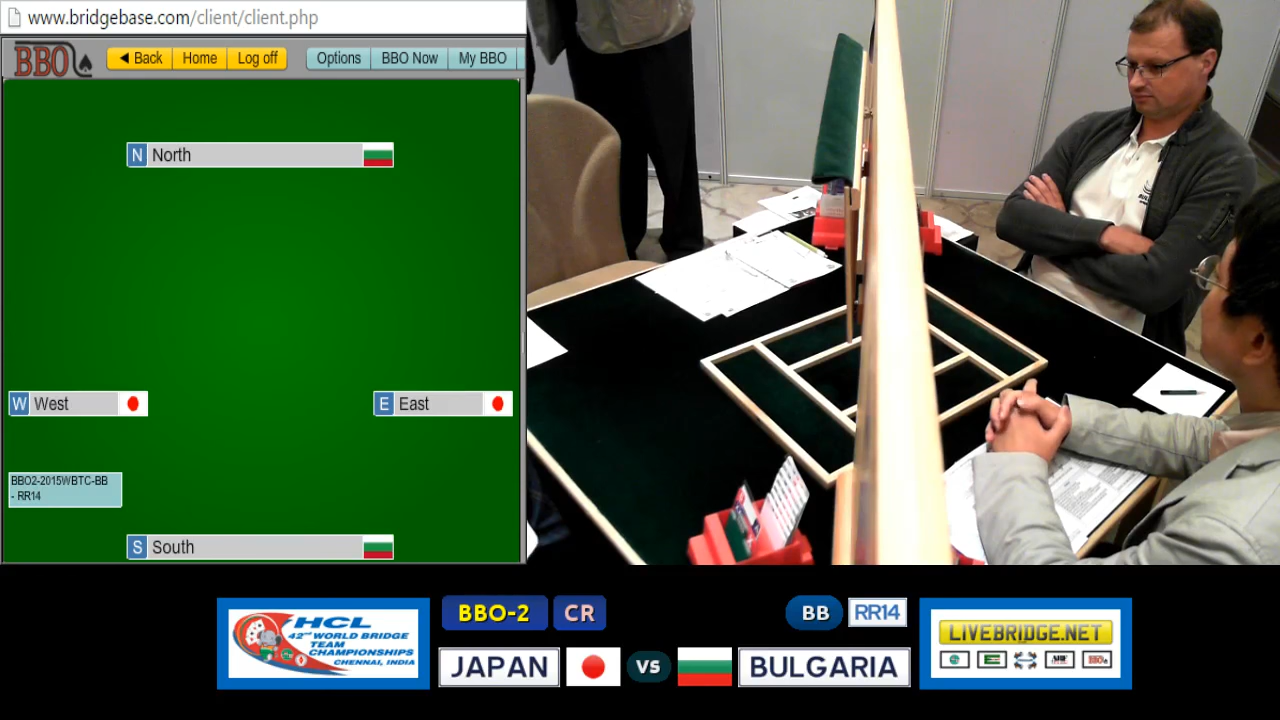 www.bridgebase.com/client/client.php
BBO
Back Home Log off Options BBO Now My BBO
N North
W West
E East
BBO2-2015WBTC-BB
- RR14
S South
HCL
42nd WORLD BRIDGE
TEAM
CHAMPIONSHIPS
CHENNAI, INDIA
BBO-2 CR
BB RR14
JAPAN VS BULGARIA
LIVEBRIDGE.NET